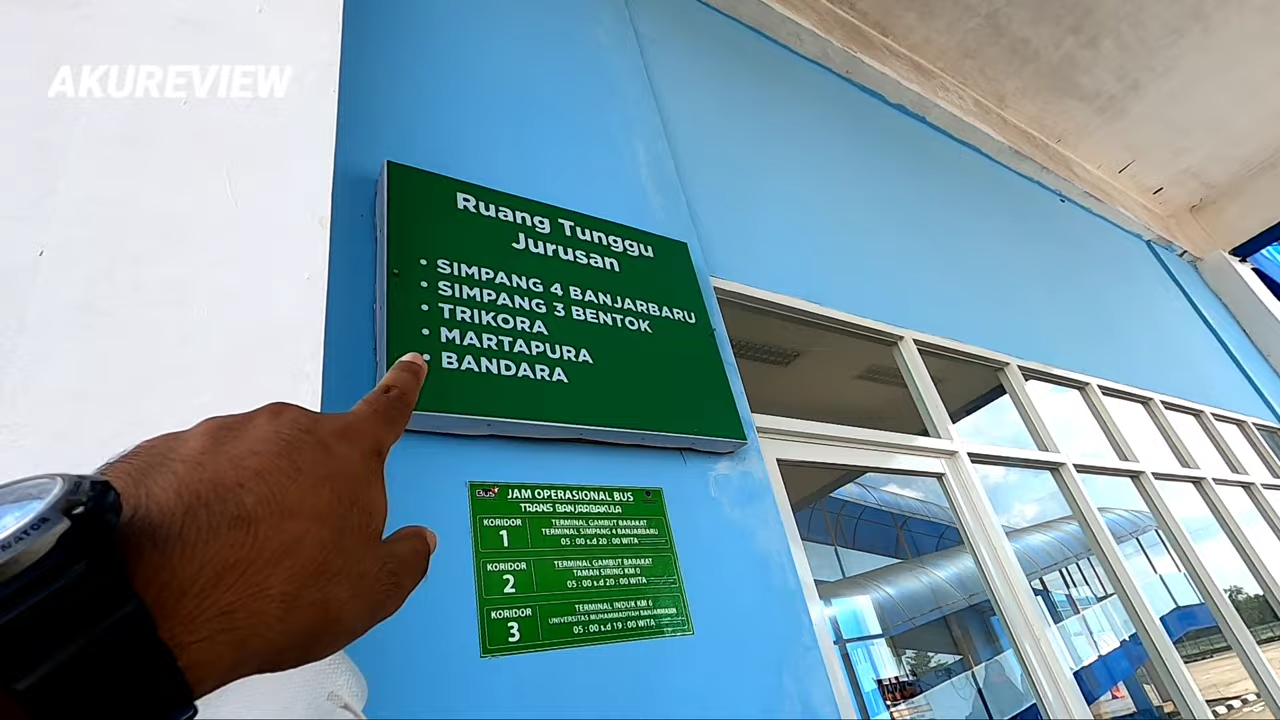 AKUREVIEW
Ruang Tunggu
Jurusan
• SIMPANG 4 BANJARBARU
• SIMPANG 3 BENTOK
• TRIKORA
• MARTAPURA
• BANDARA
Bus
JAM OPERASIONAL BUS
TRANS BANJARBAKULA
KORIDOR
1
TERMINAL GAMBUT BARAKAT
TERMINAL SIMPANG 4 BANJARBARU
05 : 00 s.d 20 : 00 WITA
KORIDOR
2
TERMINAL GAMBUT BARAKAT
TAMAN SIRING KM 0
05 : 00 s.d 20 : 00 WITA
KORIDOR
3
TERMINAL INDUK KM 6
UNIVERSITAS MUHAMMADIYAH BANJARMASIN
05 : 00 s.d 19 : 00 WITA